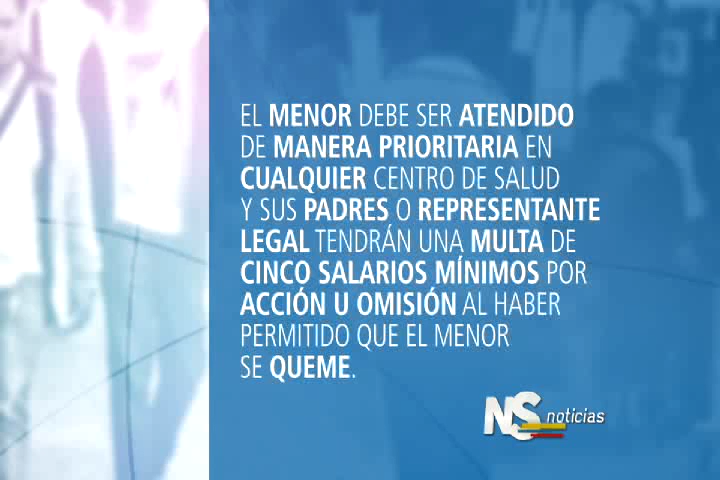 EL MENOR DEBE SER ATENDIDO
DE MANERA PRIORITARIA EN
CUALQUIER CENTRO DE SALUD
Y SUS PADRES O REPRESENTANTE
LEGAL TENDRÁN UNA MULTA DE
CINCO SALARIOS MÍNIMOS POR
ACCIÓN U OMISIÓN AL HABER
PERMITIDO QUE EL MENOR
SE QUEME.
NS noticias